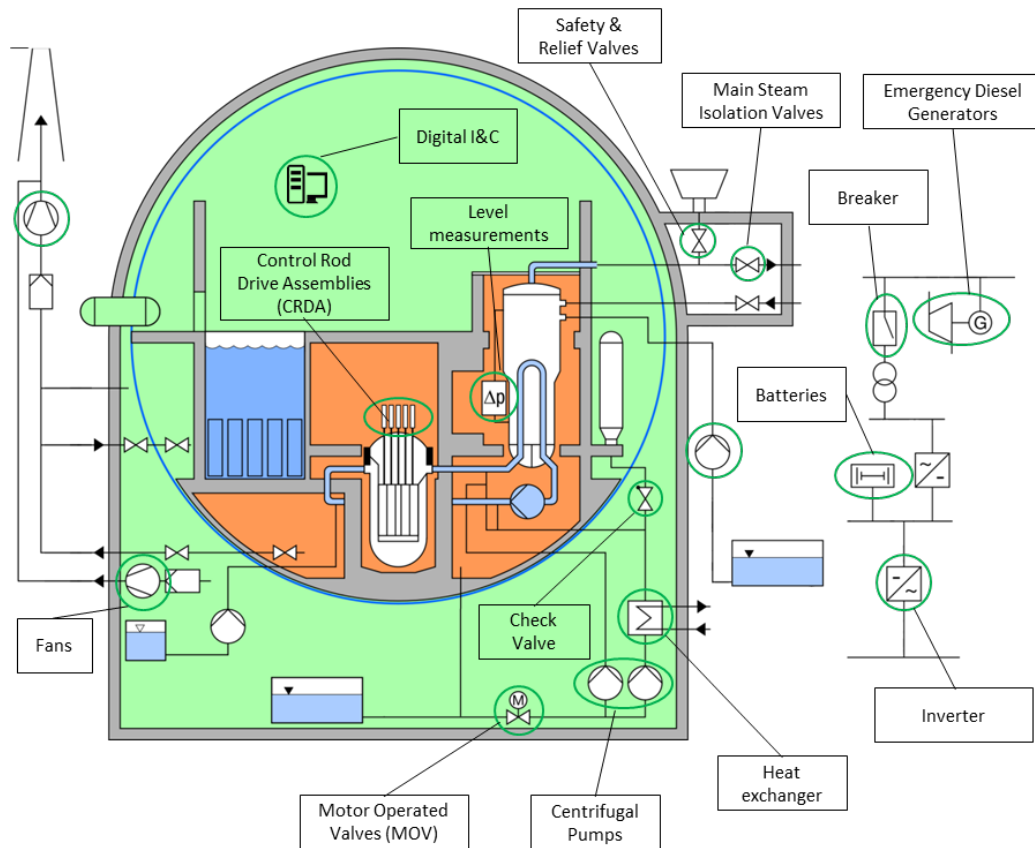 Safety &
Relief Valves
Main Steam
Isolation Valves
Emergency Diesel
Generators
Digital I&C
Breaker
Level
measurements
Control Rod
Drive Assemblies
(CRDA)
G
Batteries
Δp
~
-
-
~
Check
Valve
Fans
M
Inverter
Heat
exchanger
Motor Operated
Valves (MOV)
Centrifugal
Pumps